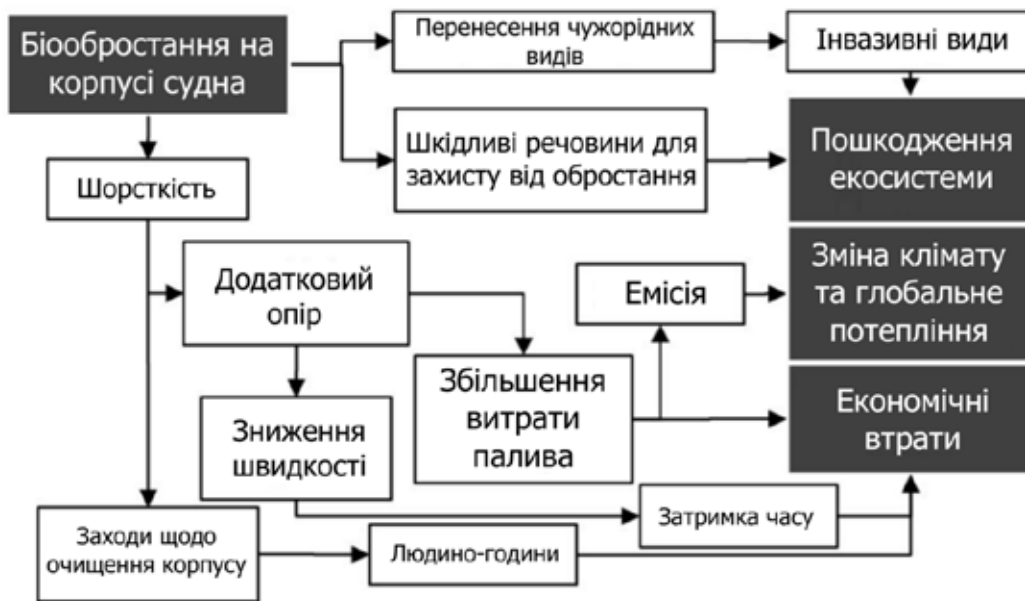 Біообростання на
корпусі судна
Перенесення чужорідних
видів
Інвазивні види
Шкідливі речовини для
захисту від обростання
Пошкодження
екосистеми
Шорсткість
Додатковий
опір
Емісія
Зміна клімату
та глобальне
потепління
Збільшення
витрати
палива
Економічні
втрати
Зниження
швидкості
Затримка часу
Заходи щодо
очищення корпусу
Людино-години